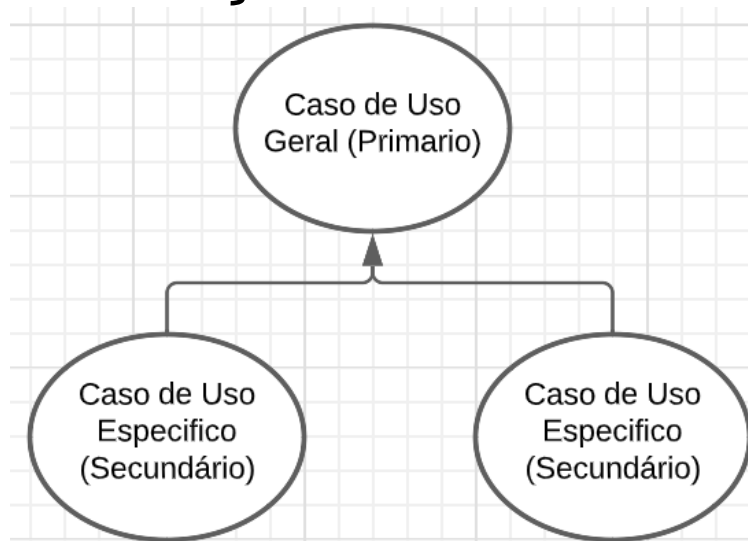 Caso de Uso
Geral (Primario)
Caso de Uso
Especifico
(Secundário)
Caso de Uso
Especifico
(Secundário)